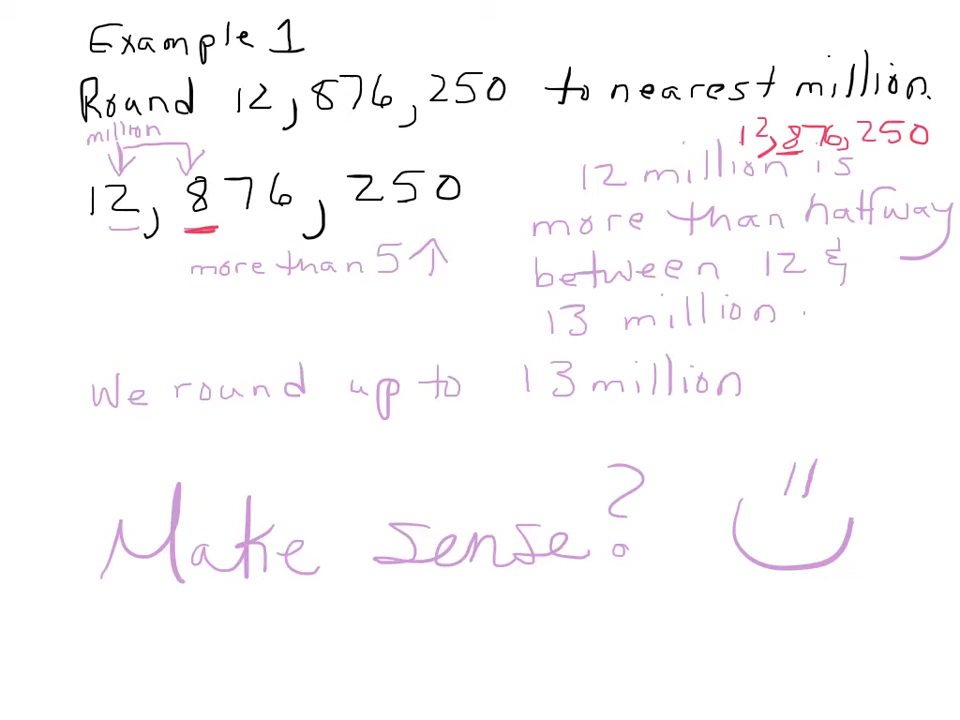 Example 1
Round 12,876,250 to nearest million.
million
12,876,250
12,876,250
more than 5 ↑
12 million is
more than halfway
between 12 &
13 million.
We round up to 13 million
Make sense?